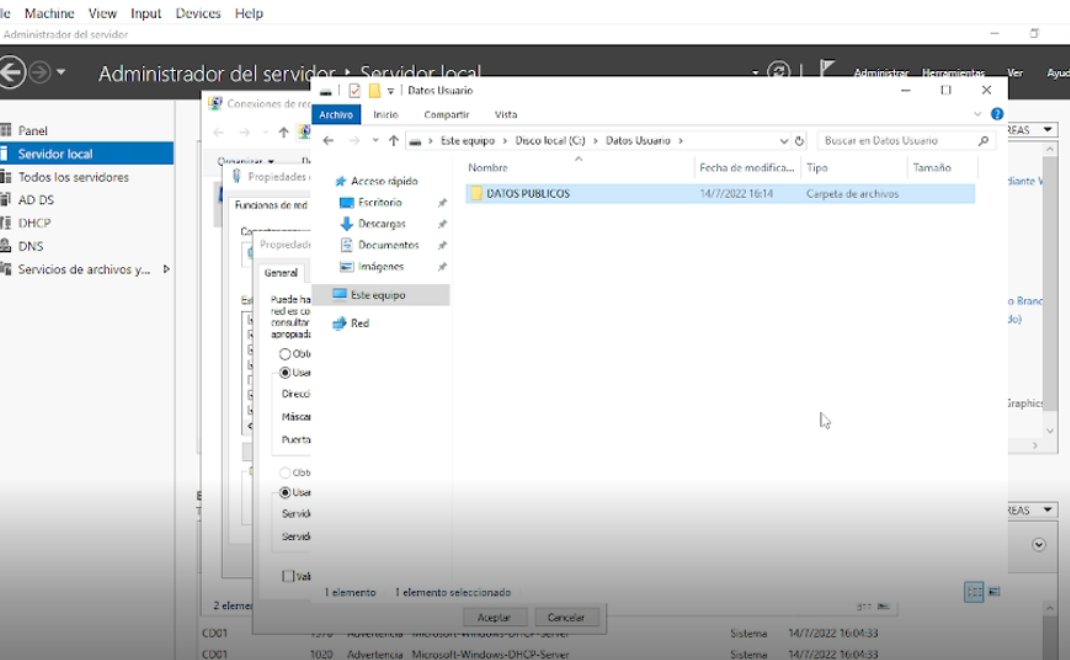 le Machine View Input Devices Help
Administrador del servidor
Administrador del servidor ‣ Servidor local
Administrar Herramientas Ver Ayud
Panel
Servidor local
Todos los servidores
AD DS
DHCP
DNS
Servicios de archivos y...
Conexiones de re
Organizar
Propiedades
Funciones de red
Propiedade
General
Puede ha
red es co
consultar
apropiada
Obt
Usar
Direcci
Máscar
Puerta
Obt
Usar
Servid
Servid
Vali
2 eleme
Aceptar Cancelar
Datos Usuario
Archivo Inicio Compartir Vista
Este equipo > Disco local (C:) > Datos Usuario >
Buscar en Datos Usuario
Acceso rápido
Escritorio
Descargas
Documentos
Imágenes
Este equipo
Red
Nombre Fecha de modifica... Tipo Tamaño
DATOS PUBLICOS 14/7/2022 16:14 Carpeta de archivos
1 elemento 1 elemento seleccionado
REAS
diante V
o Branc
do)
Graphics
REAS
CD01 1370 Advertencia Microsoft-Windows-DHCP-Server Sistema 14/7/2022 16:04:33
CD01 1020 Advertencia Microsoft-Windows-DHCP-Server Sistema 14/7/2022 16:04:33